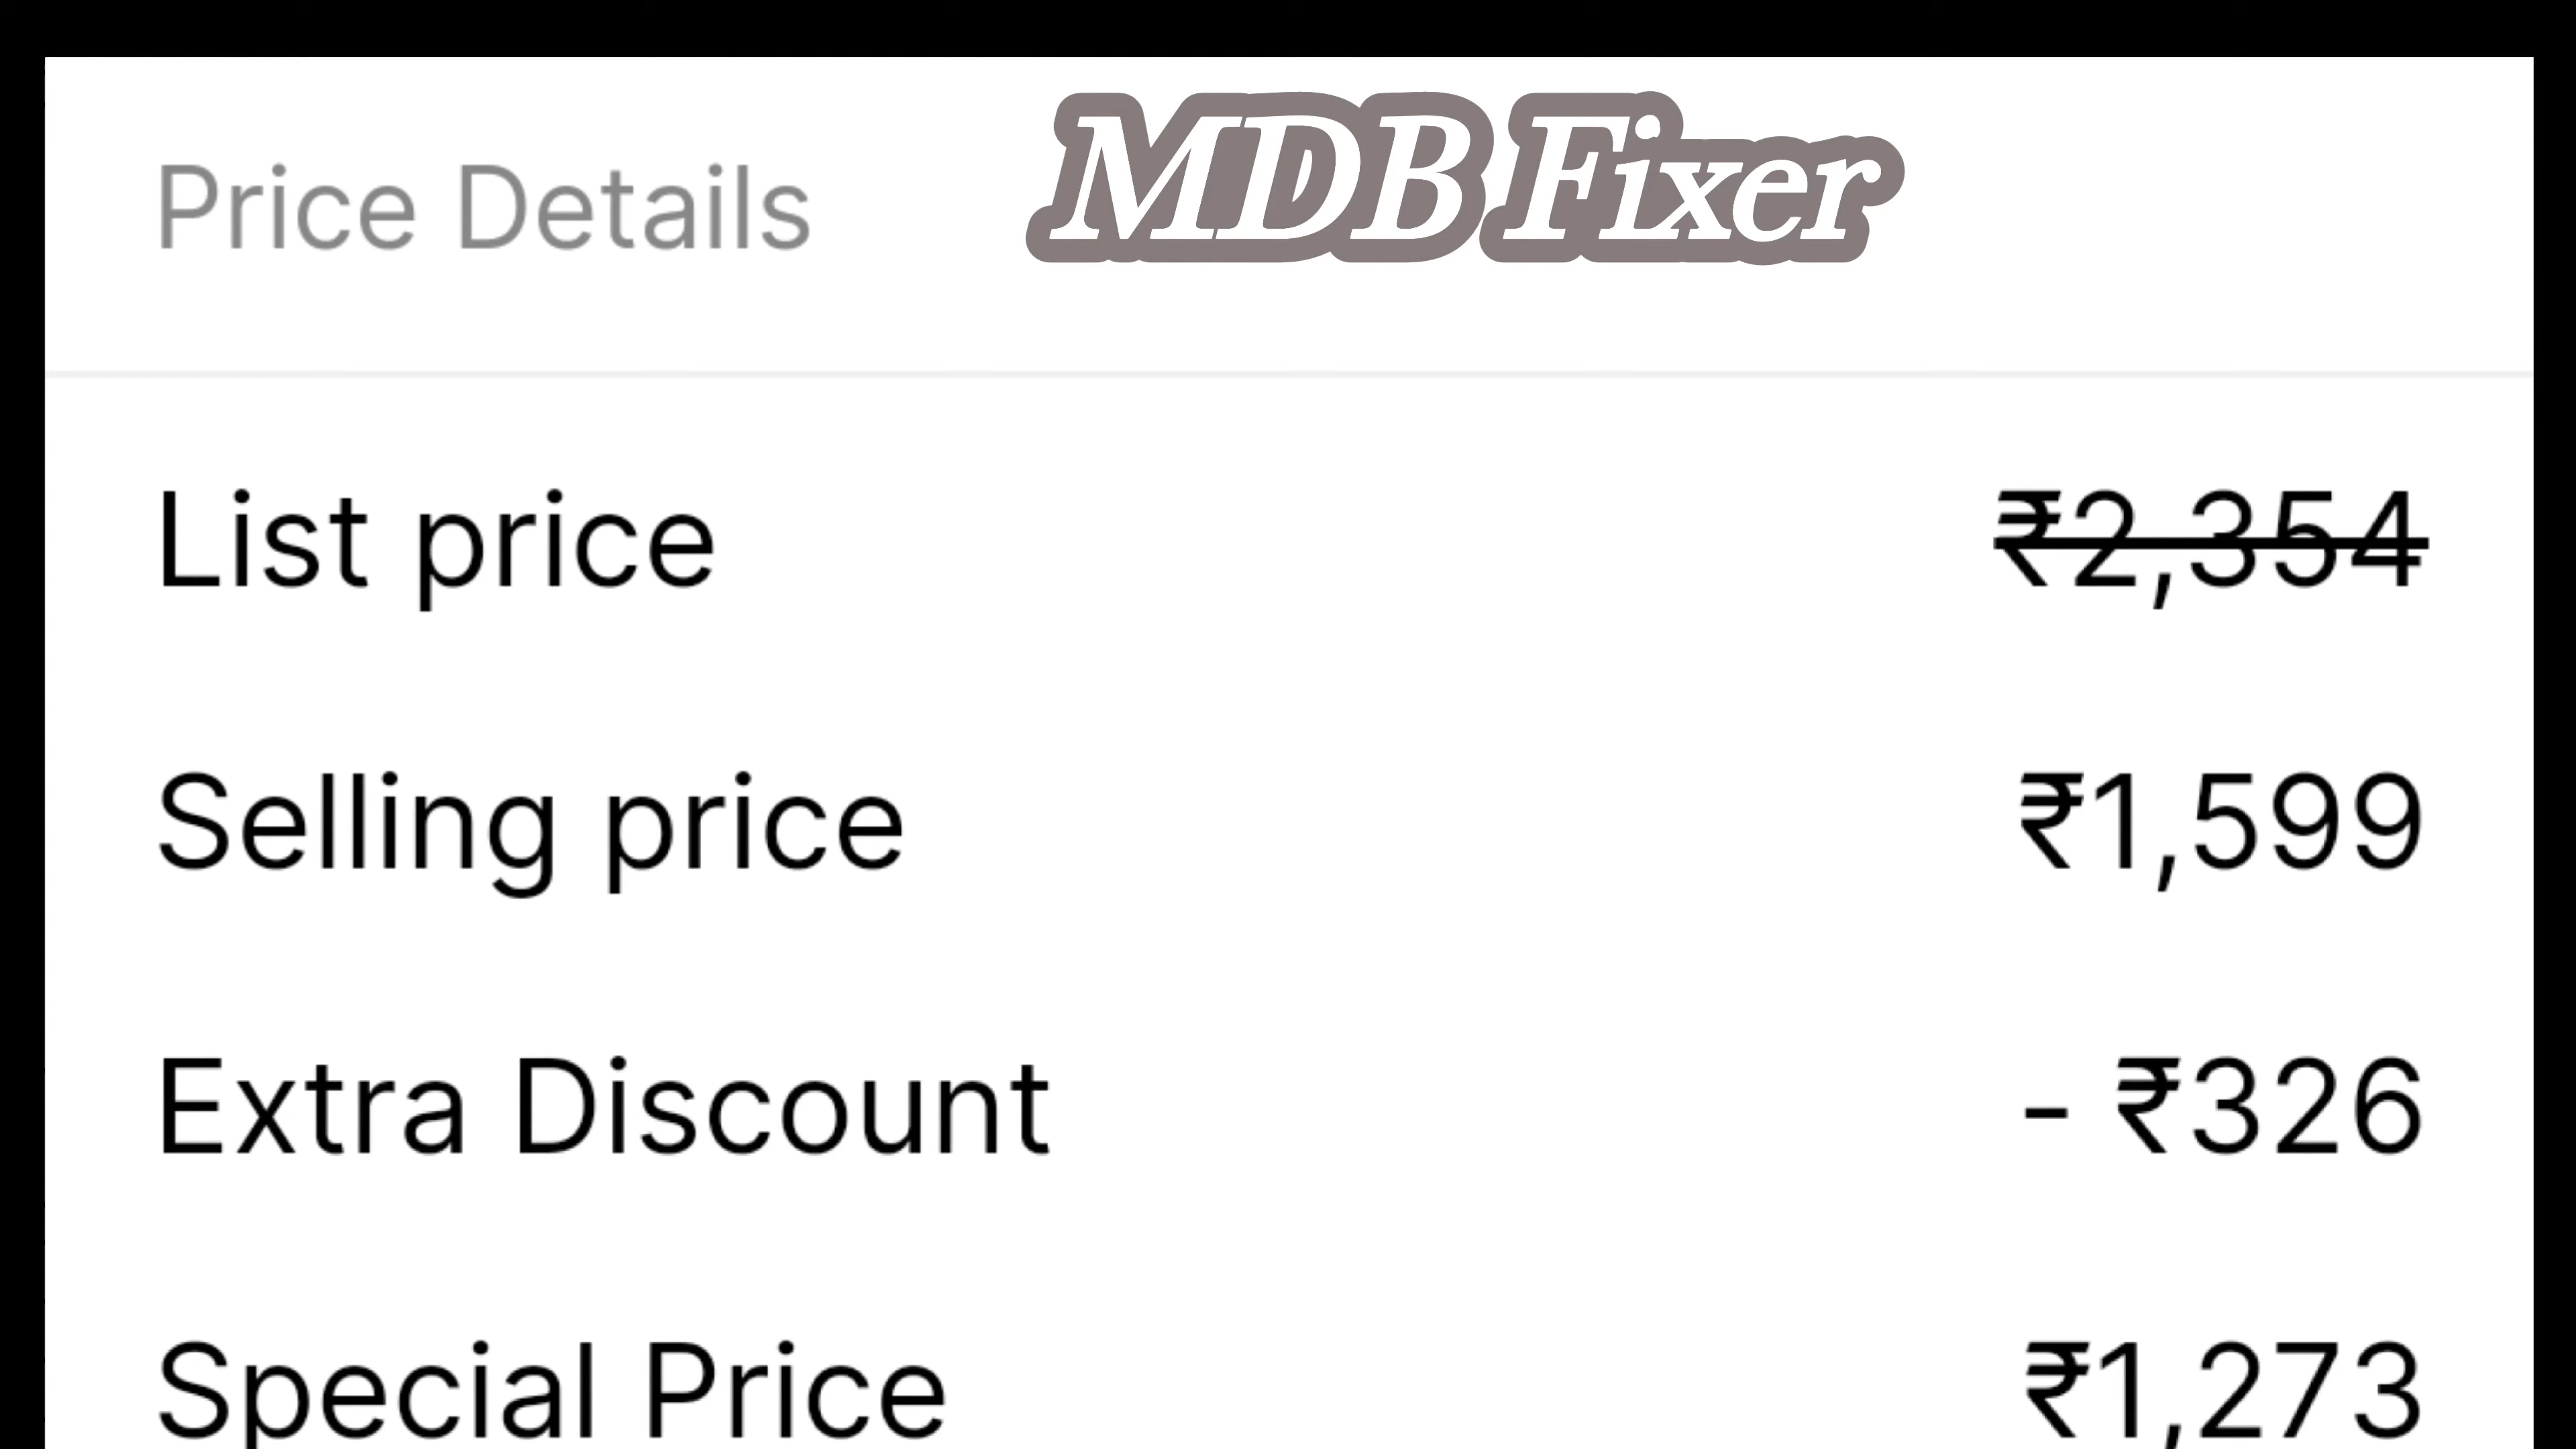 MDB Fixer
Price Details
List price ₹2,354
Selling price ₹1,599
Extra Discount - ₹326
Special Price ₹1,273